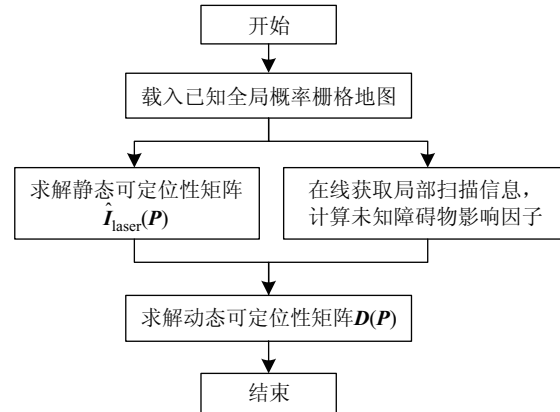 开始
载入已知全局概率栅格地图
求解静态可定位性矩阵
Î_laser(P)
在线获取局部扫描信息，
计算未知障碍物影响因子
求解动态可定位性矩阵D(P)
结束